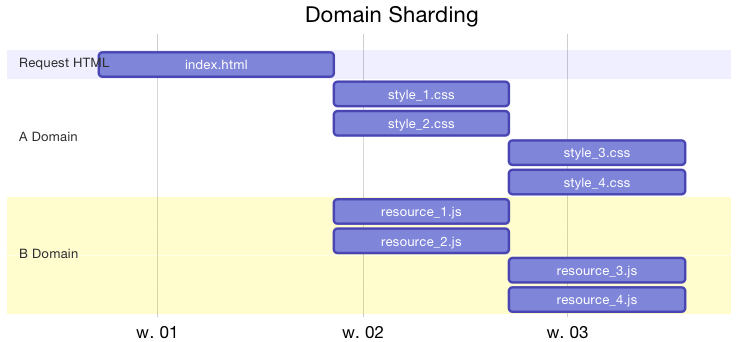 Domain Sharding
Request HTML
index.html
A Domain
style_1.css
style_2.css
style_3.css
style_4.css
B Domain
resource_1.js
resource_2.js
resource_3.js
resource_4.js
w. 01
w. 02
w. 03